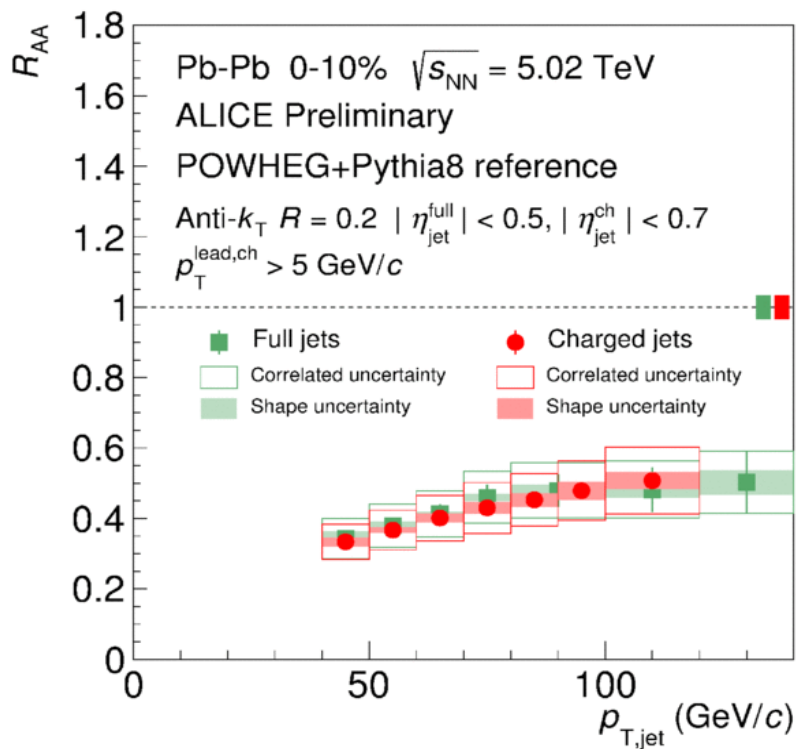 R_AA
1.8
1.6
1.4
1.2
1
0.8
0.6
0.4
0.2
0
Pb-Pb 0-10% √s_NN = 5.02 TeV
ALICE Preliminary
POWHEG+Pythia8 reference
Anti-k_T R = 0.2 | η_jet^full | < 0.5, | η_jet^ch | < 0.7
p_T^lead,ch > 5 GeV/c
Full jets
Correlated uncertainty
Shape uncertainty
Charged jets
Correlated uncertainty
Shape uncertainty
0 50 100
p_T,jet (GeV/c)